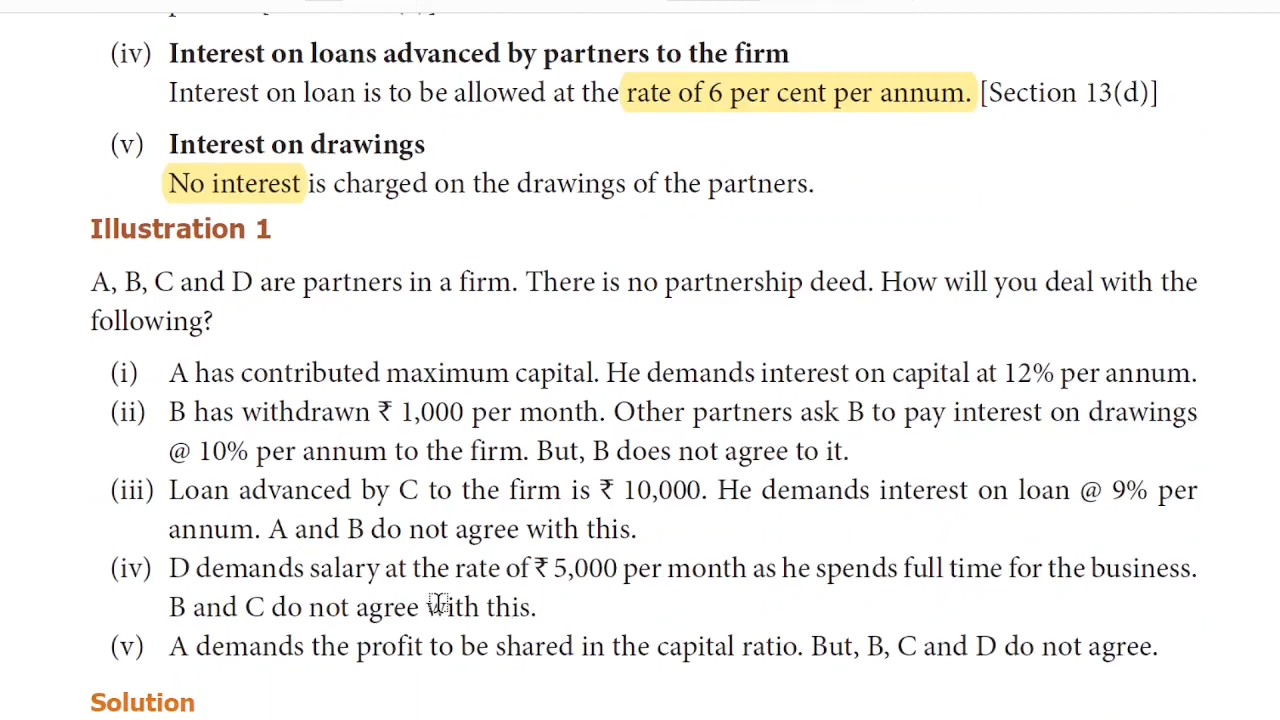 (iv) Interest on loans advanced by partners to the firm
Interest on loan is to be allowed at the rate of 6 per cent per annum. [Section 13(d)]
(v) Interest on drawings
No interest is charged on the drawings of the partners.
Illustration 1
A, B, C and D are partners in a firm. There is no partnership deed. How will you deal with the
following?
(i) A has contributed maximum capital. He demands interest on capital at 12% per annum.
(ii) B has withdrawn ₹ 1,000 per month. Other partners ask B to pay interest on drawings
@ 10% per annum to the firm. But, B does not agree to it.
(iii) Loan advanced by C to the firm is ₹ 10,000. He demands interest on loan @ 9% per
annum. A and B do not agree with this.
(iv) D demands salary at the rate of ₹ 5,000 per month as he spends full time for the business.
B and C do not agree with this.
(v) A demands the profit to be shared in the capital ratio. But, B, C and D do not agree.
Solution